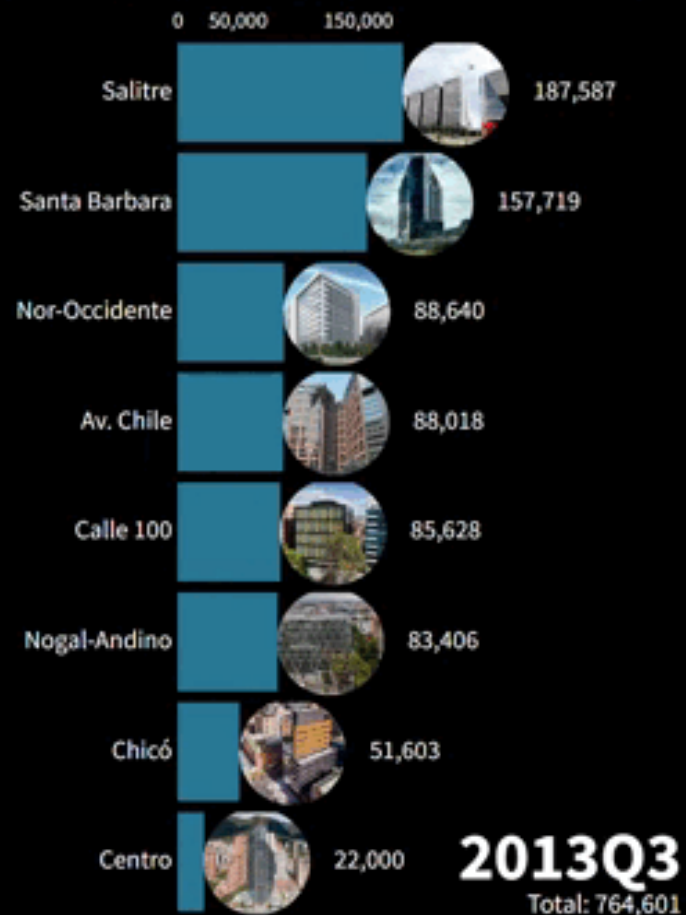 0 50,000 150,000
Salitre 187,587
Santa Barbara 157,719
Nor-Occidente 88,640
Av. Chile 88,018
Calle 100 85,628
Nogal-Andino 83,406
Chicó 51,603
Centro 22,000
2013Q3
Total: 764,601